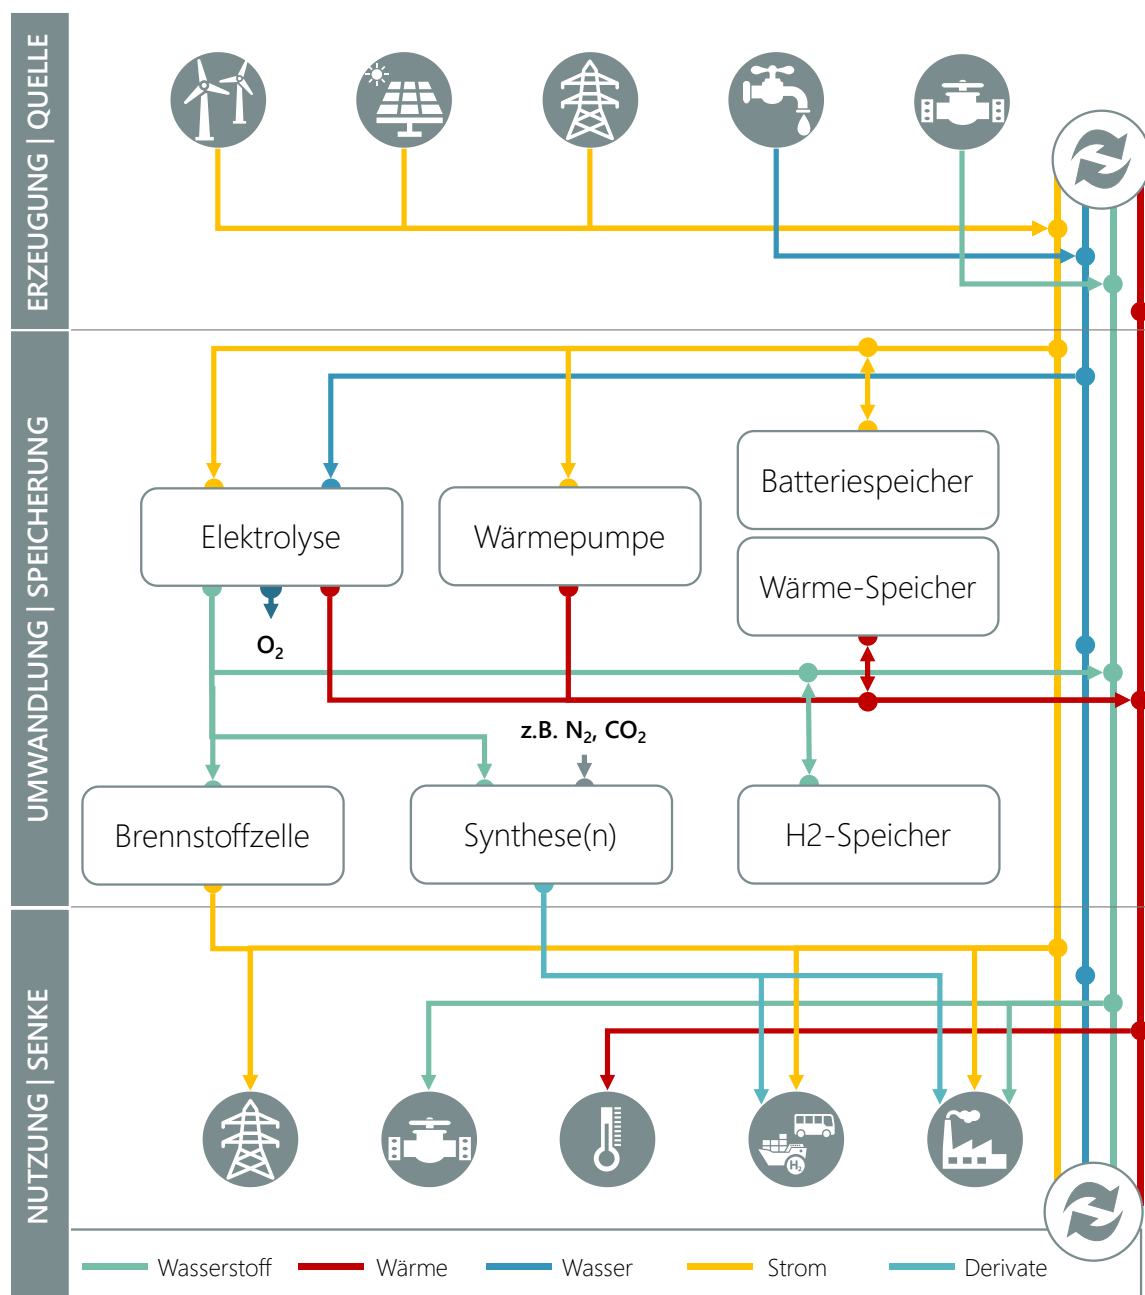 ERZEUGUNG | QUELLE
UMWANDLUNG | SPEICHERUNG
Batteriespeicher
Elektrolyse
Wärmepumpe
Wärme-Speicher
O₂
z.B. N₂, CO₂
Brennstoffzelle
Synthese(n)
H2-Speicher
NUTZUNG | SENKE
H₂
Wasserstoff
Wärme
Wasser
Strom
Derivate